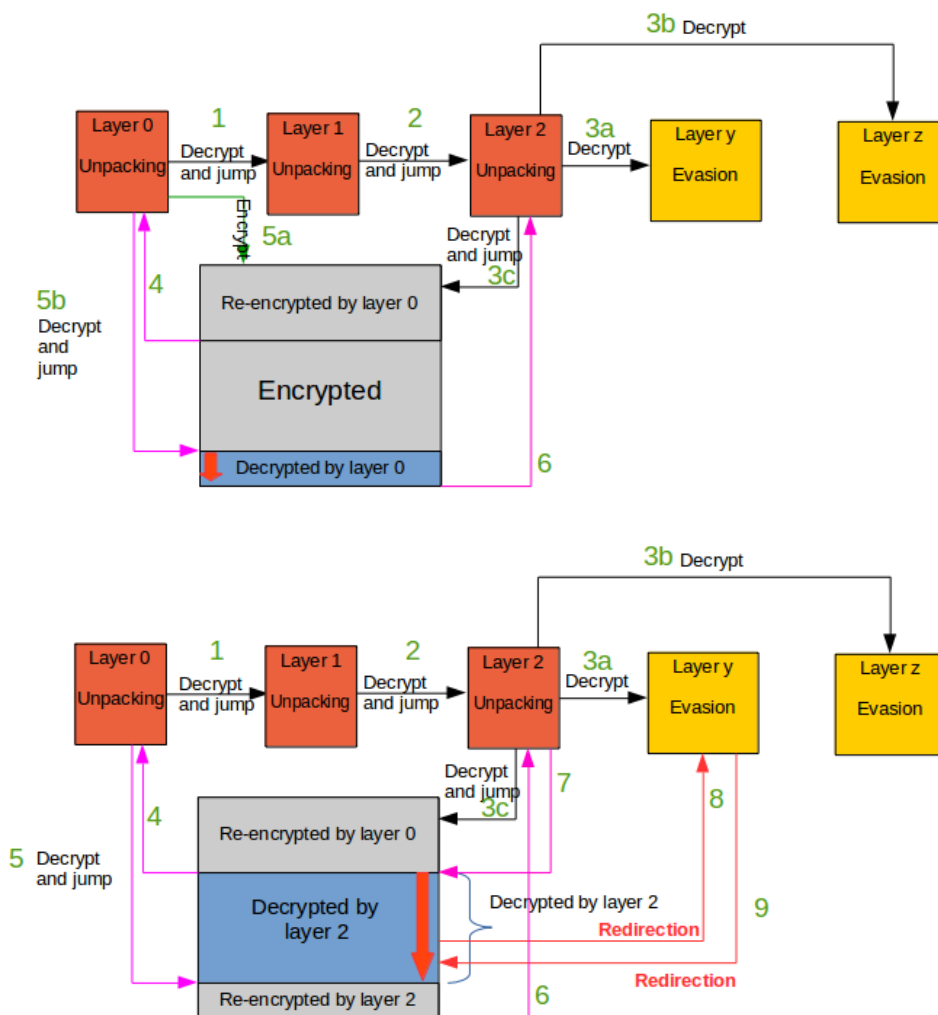 3b Decrypt
Layer 0
Unpacking
1
Decrypt
and jump
Layer 1
Unpacking
2
Decrypt
and jump
Layer 2
Unpacking
3a
Decrypt
Layer y
Evasion
Layer z
Evasion
Encrypt
5a
Decrypt
and jump
3c
4
5b
Decrypt
and
jump
Re-encrypted by layer 0
Encrypted
Decrypted by layer 0
6
3b Decrypt
Layer 0
Unpacking
1
Decrypt
and jump
Layer 1
Unpacking
2
Decrypt
and jump
Layer 2
Unpacking
3a
Decrypt
Layer y
Evasion
Layer z
Evasion
Decrypt
and jump
3c
7
8
4
5 Decrypt
and jump
Re-encrypted by layer 0
Decrypted by
layer 2
Decrypted by layer 2
9
Redirection
Redirection
Re-encrypted by layer 2
6